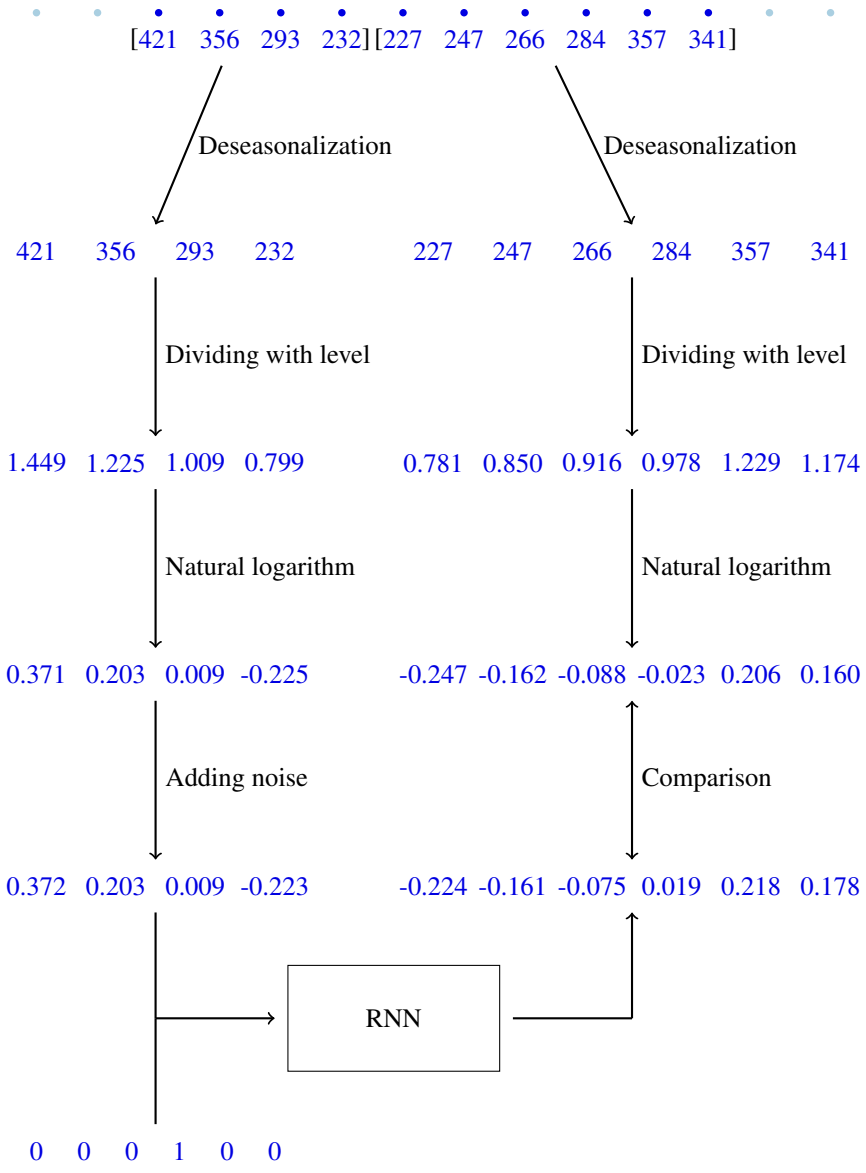 [421 356 293 232] [227 247 266 284 357 341]
Deseasonalization Deseasonalization
421 356 293 232 227 247 266 284 357 341
Dividing with level Dividing with level
1.449 1.225 1.009 0.799 0.781 0.850 0.916 0.978 1.229 1.174
Natural logarithm Natural logarithm
0.371 0.203 0.009 -0.225 -0.247 -0.162 -0.088 -0.023 0.206 0.160
Adding noise Comparison
0.372 0.203 0.009 -0.223 -0.224 -0.161 -0.075 0.019 0.218 0.178
RNN
0 0 0 1 0 0